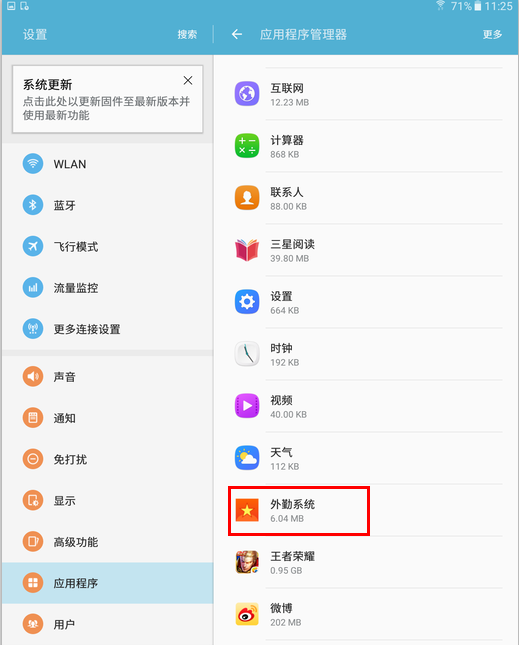 71% 11:25
设置
搜索
应用程序管理器
更多
系统更新
点击此处以更新固件至最新版本并
使用最新功能
WLAN
蓝牙
飞行模式
流量监控
更多连接设置
声音
通知
免打扰
显示
高级功能
应用程序
用户
互联网
12.23 MB
计算器
868 KB
联系人
88.00 KB
三星阅读
39.80 MB
设置
664 KB
时钟
192 KB
视频
40.00 KB
天气
112 KB
外勤系统
6.04 MB
王者荣耀
0.95 GB
微博
202 MB